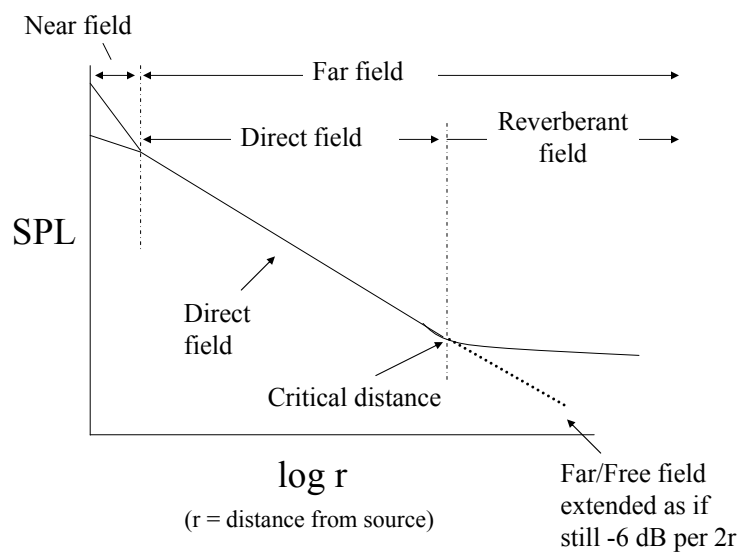 Near field
Far field
Direct field
Reverberant
field
SPL
Direct
field
Critical distance
log r
(r = distance from source)
Far/Free field
extended as if
still -6 dB per 2r